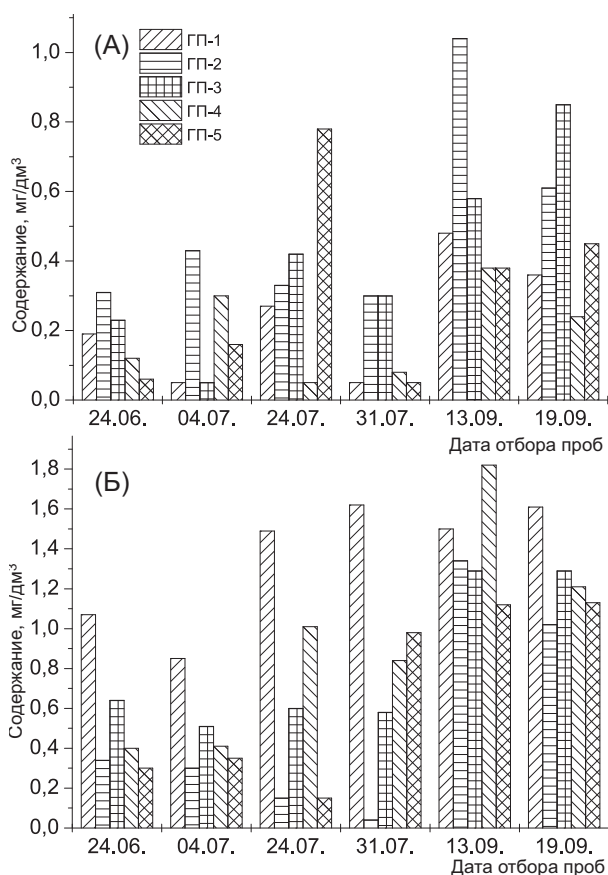 (А)
ГП-1
ГП-2
ГП-3
ГП-4
ГП-5
Содержание, мг/дм³
1,0
0,8
0,6
0,4
0,2
0,0
24.06. 04.07. 24.07. 31.07. 13.09. 19.09.
Дата отбора проб
(Б)
Содержание, мг/дм³
1,8
1,6
1,4
1,2
1,0
0,8
0,6
0,4
0,2
0,0
24.06. 04.07. 24.07. 31.07. 13.09. 19.09.
Дата отбора проб